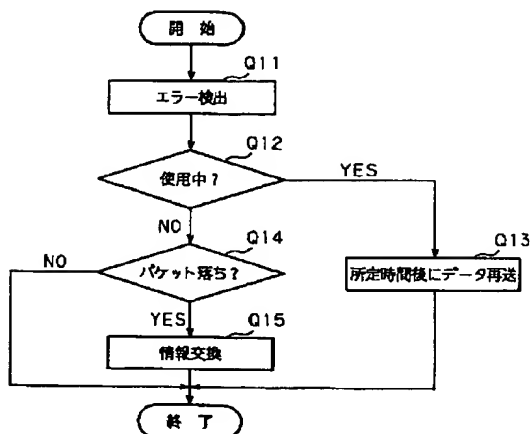 開始
Q11
エラー検出
Q12
使用中?
YES
NO
Q14
Q13
NO
パケット落ち?
所定時間後にデータ再送
YES
Q15
情報交換
終了